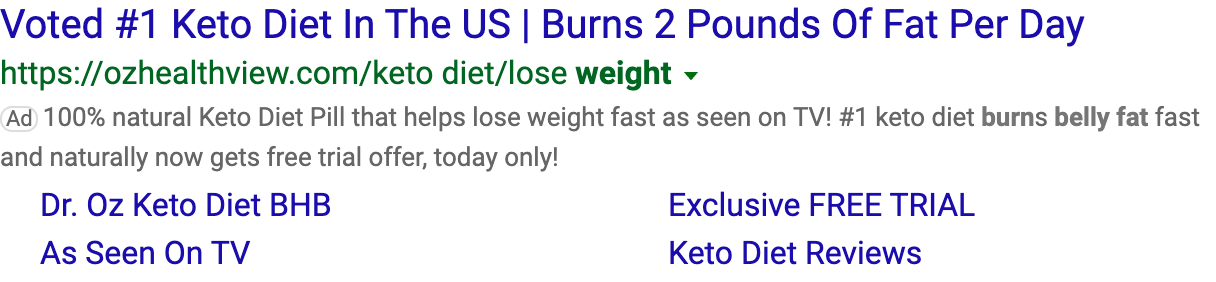 Voted #1 Keto Diet In The US | Burns 2 Pounds Of Fat Per Day
https://ozhealthview.com/keto diet/lose weight
Ad 100% natural Keto Diet Pill that helps lose weight fast as seen on TV! #1 keto diet burns belly fat fast
and naturally now gets free trial offer, today only!
Dr. Oz Keto Diet BHB
Exclusive FREE TRIAL
As Seen On TV
Keto Diet Reviews